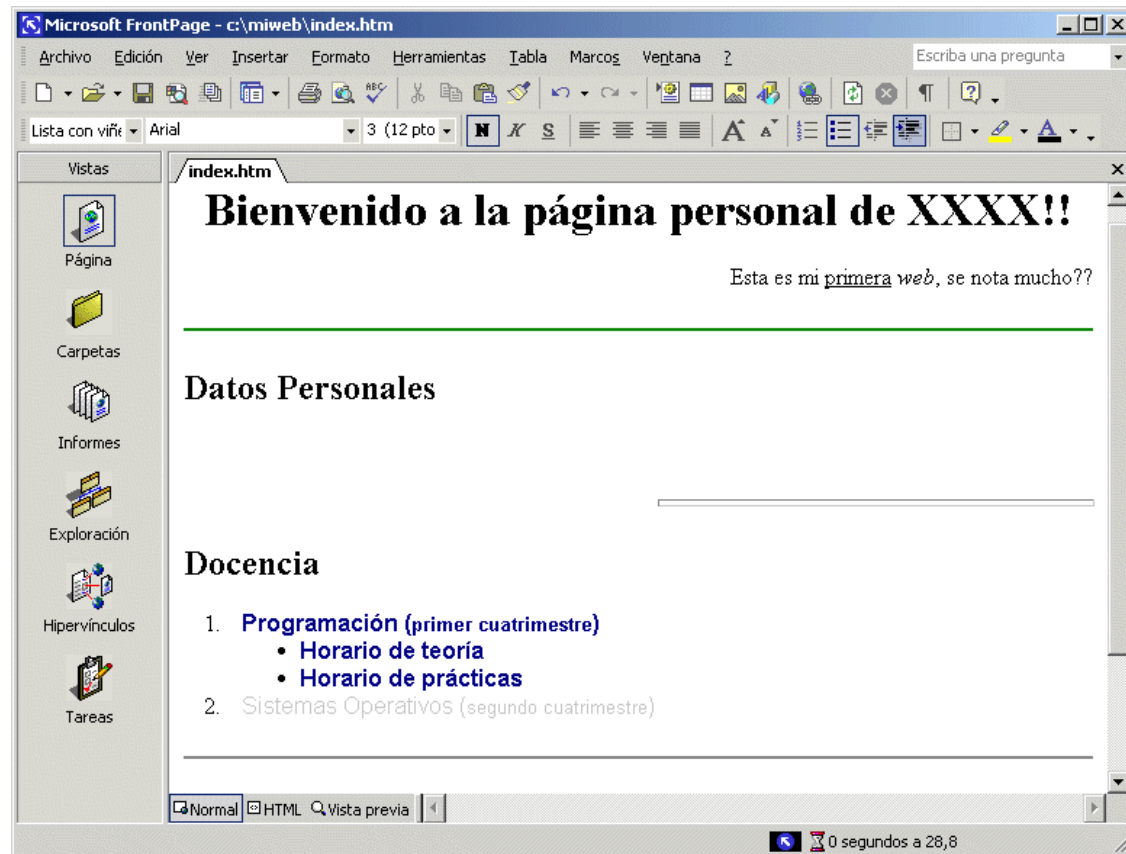 Microsoft FrontPage - c:\miweb\index.htm
Archivo Edición Ver Insertar Formato Herramientas Tabla Marcos Ventana ? Escriba una pregunta
ABC
Lista con viñe Arial 3 (12 pto N K S A A A
Vistas
/index.htm\
Bienvenido a la página personal de XXXX!!
Esta es mi primera web, se nota mucho??
Página
Carpetas
Datos Personales
Informes
Exploración
Docencia
1. Programación (primer cuatrimestre)
Hipervínculos
• Horario de teoría
• Horario de prácticas
2. Sistemas Operativos (segundo cuatrimestre)
Tareas
Normal HTML Vista previa
0 segundos a 28,8